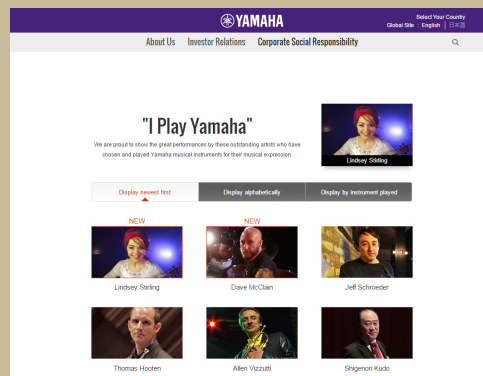 YAMAHA
Select Your Country
Global Site | English | 日本語
About Us Investor Relations Corporate Social Responsibility
"I Play Yamaha"
We are proud to show the great performances by these outstanding artists who have
chosen and played Yamaha musical instruments for their musical expression.
Lindsey Stirling
Display newest first Display alphabetically Display by instrument played
NEW NEW
Lindsey Stirling Dave McClain Jeff Schroeder
Thomas Hooten Allen Vizzutti Shigenori Kudo